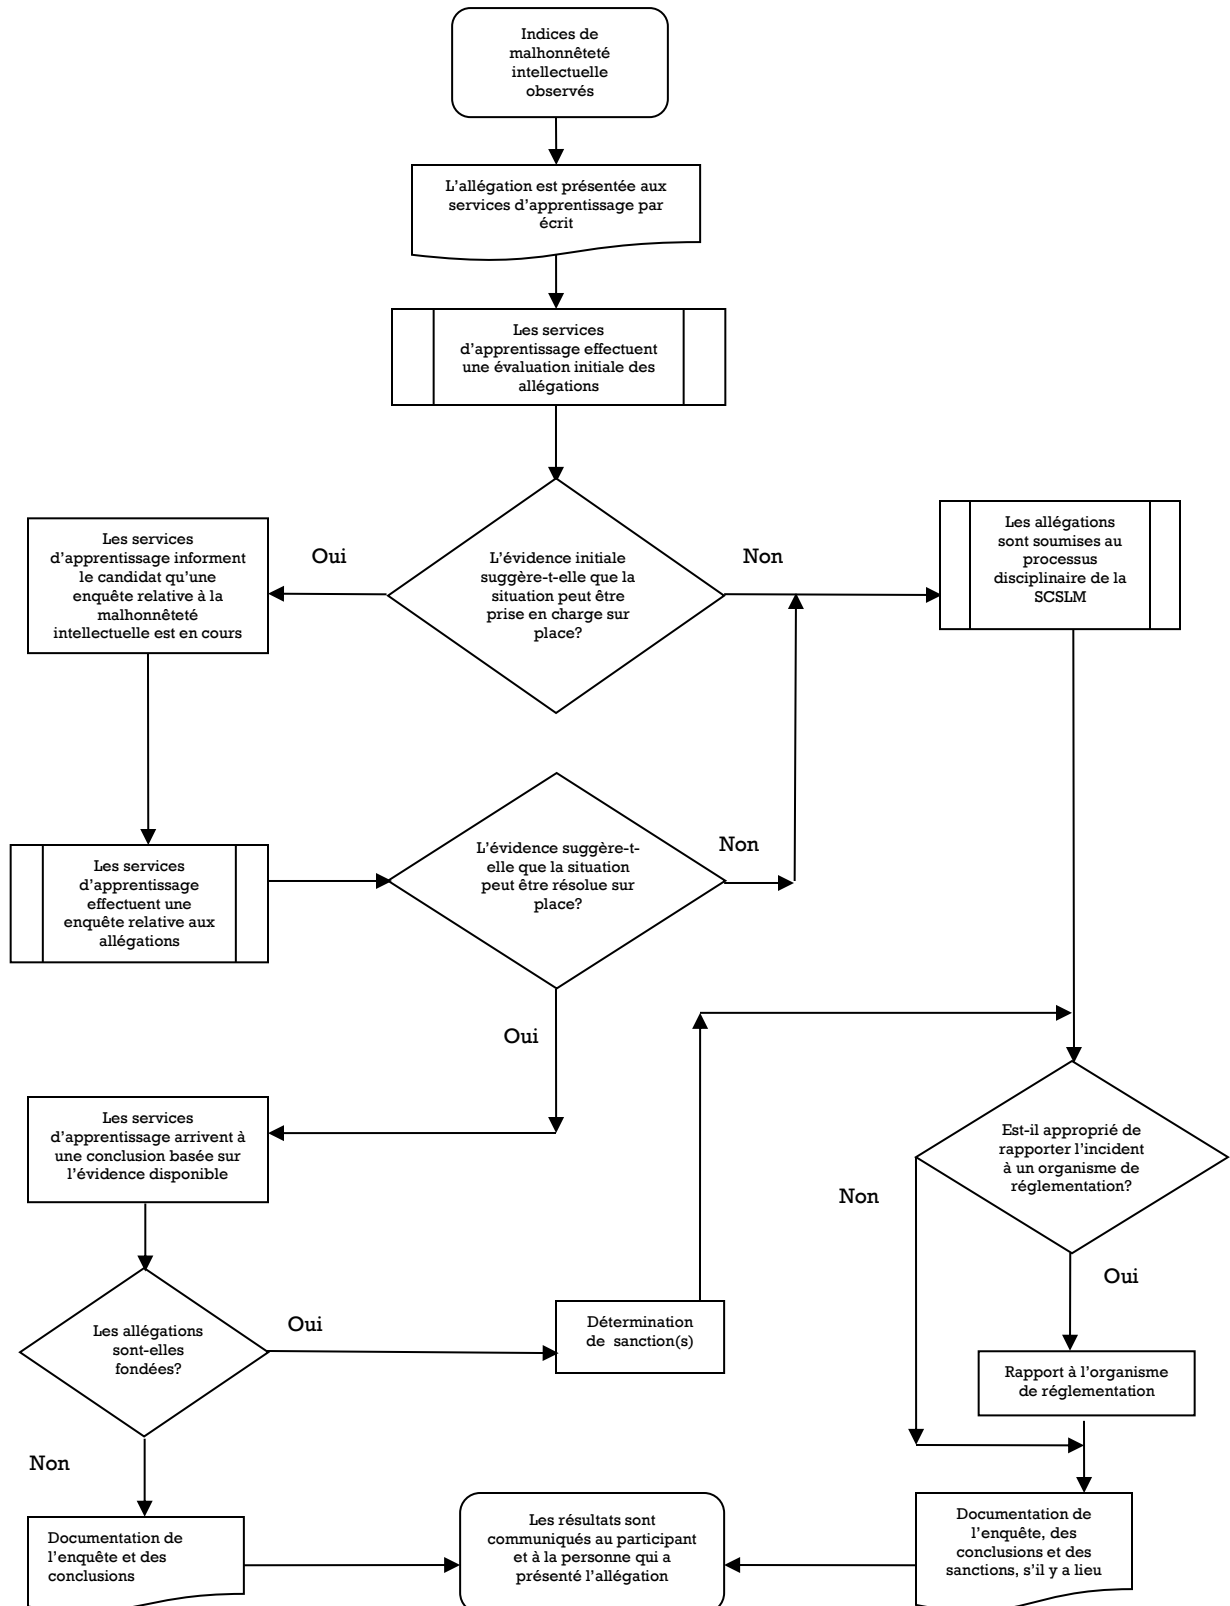 Indices de
malhonnêteté
intellectuelle
observés
L'allégation est présentée aux
services d'apprentissage par
écrit
Les services
d'apprentissage effectuent
une évaluation initiale des
allégations
L'évidence initiale
suggère-t-elle que la
situation peut être
prise en charge sur
place?
Oui
Non
Les services
d'apprentissage informent
le candidat qu'une
enquête relative à la
malhonnêteté
intellectuelle est en cours
Les allégations
sont soumises au
processus
disciplinaire de la
SCSLM
Les services
d'apprentissage
effectuent une
enquête relative aux
allégations
L'évidence suggère-t-
elle que la situation
peut être résolue sur
place?
Non
Oui
Les services
d'apprentissage arrivent à
une conclusion basée sur
l'évidence disponible
Est-il approprié de
rapporter l'incident
à un organisme de
réglementation?
Non
Oui
Les allégations
sont-elles
fondées?
Oui
Détermination
de sanction(s)
Rapport à l'organisme
de réglementation
Non
Documentation de
l'enquête et des
conclusions
Les résultats sont
communiqués au participant
et à la personne qui a
présenté l'allégation
Documentation de
l'enquête, des
conclusions et des
sanctions, s'il y a lieu